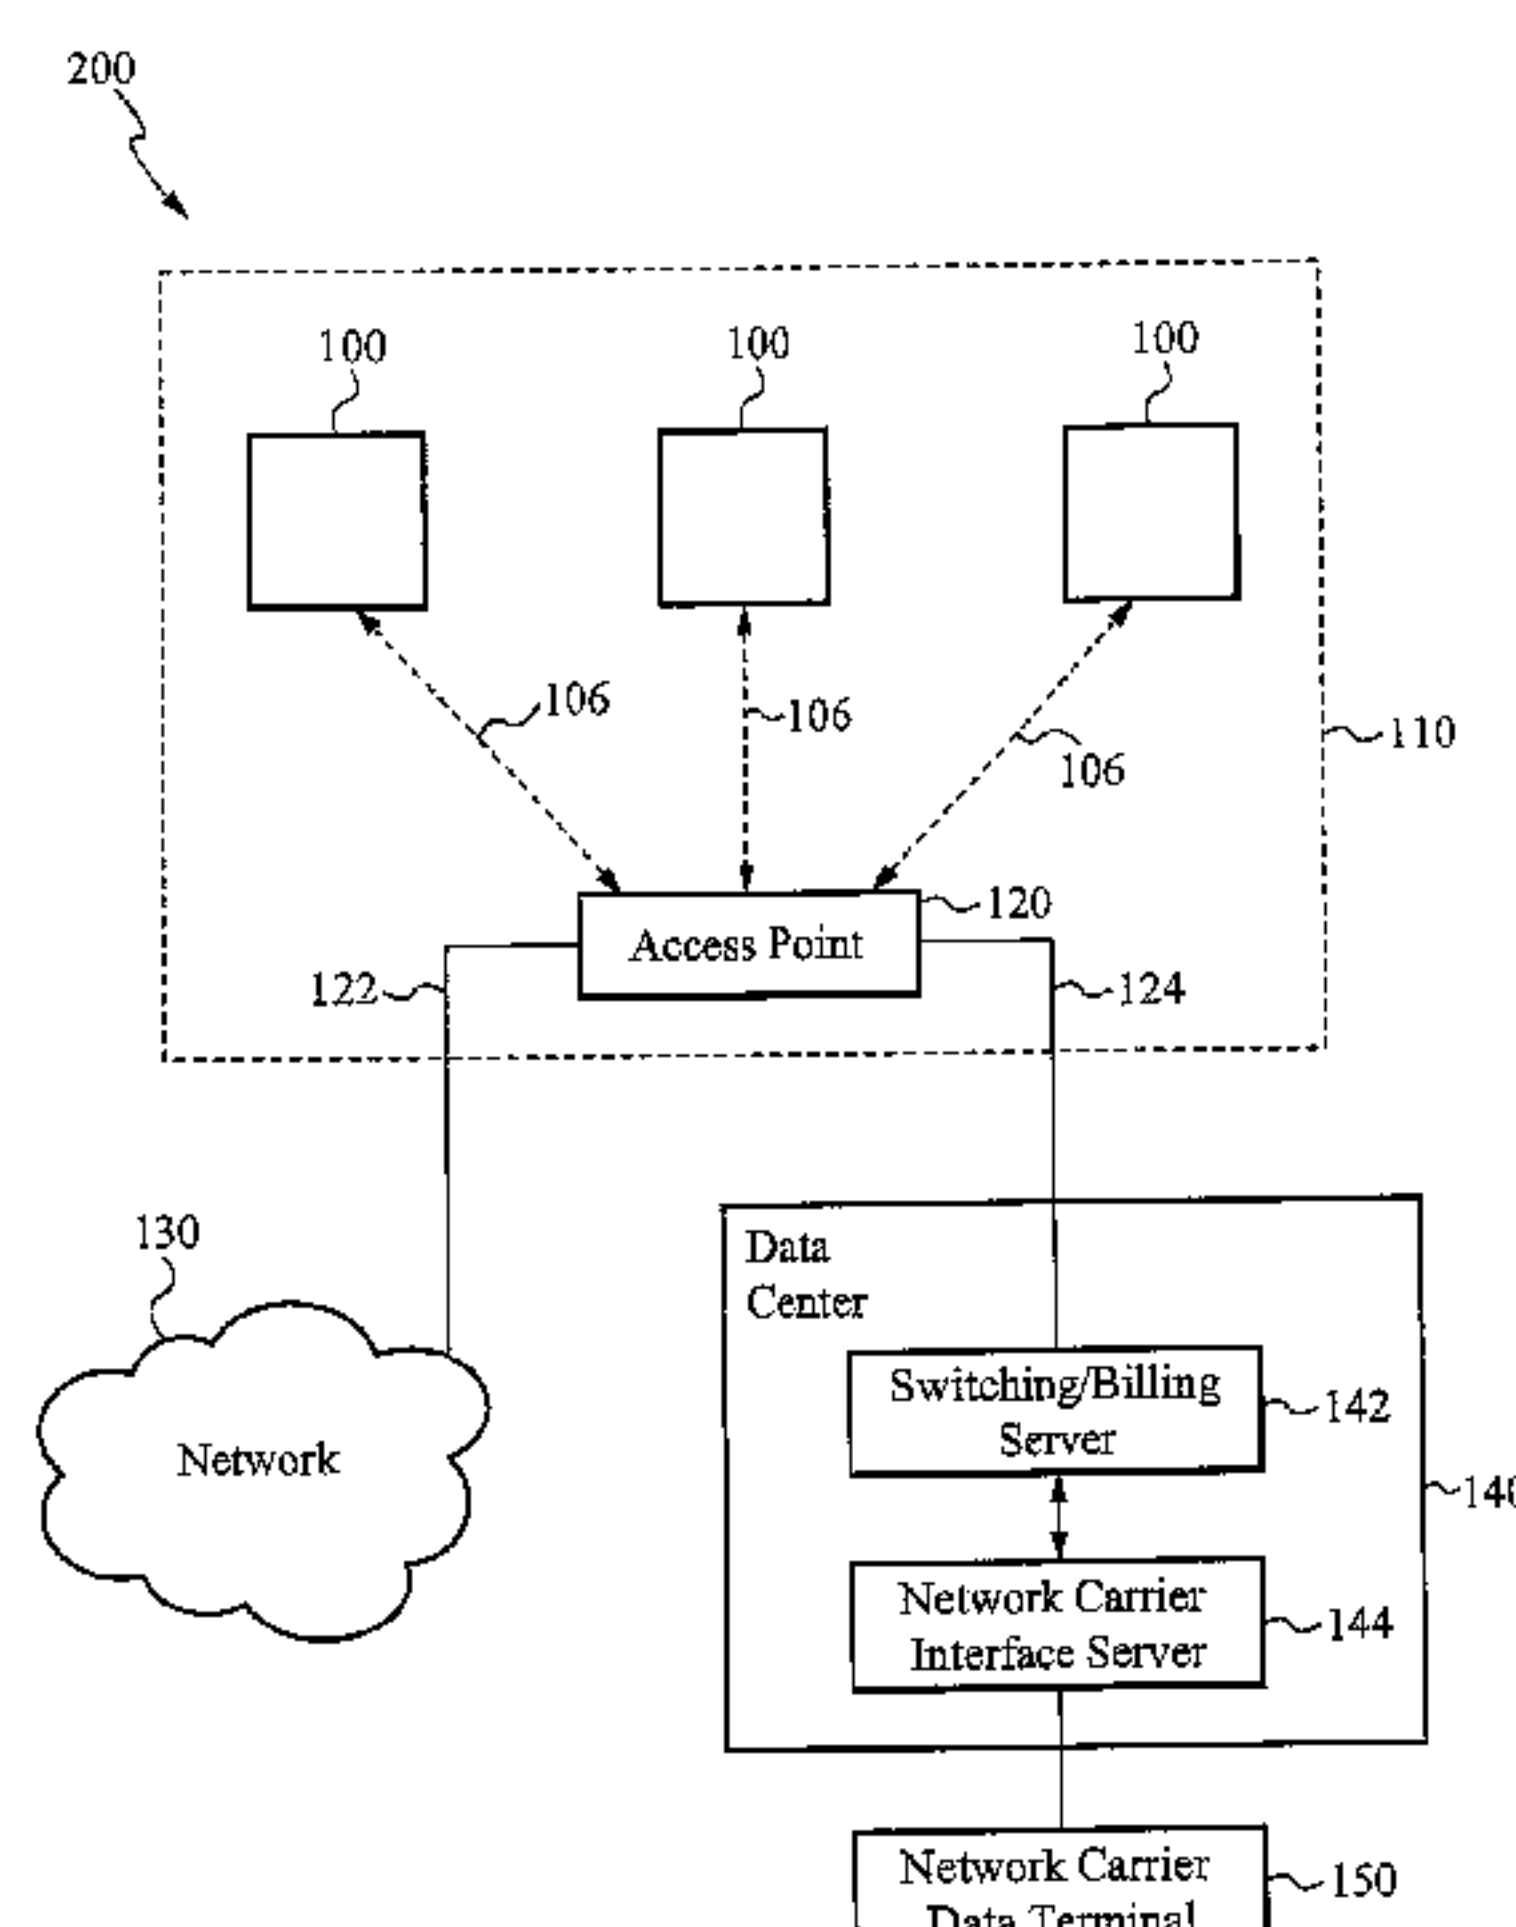 200
100
100
100
106
106
106
110
120
Access Point
122
124
130
Data
Center
Switching/Billing
Server
142
Network
140
Network Carrier
Interface Server
144
Network Carrier
Data Terminal
150